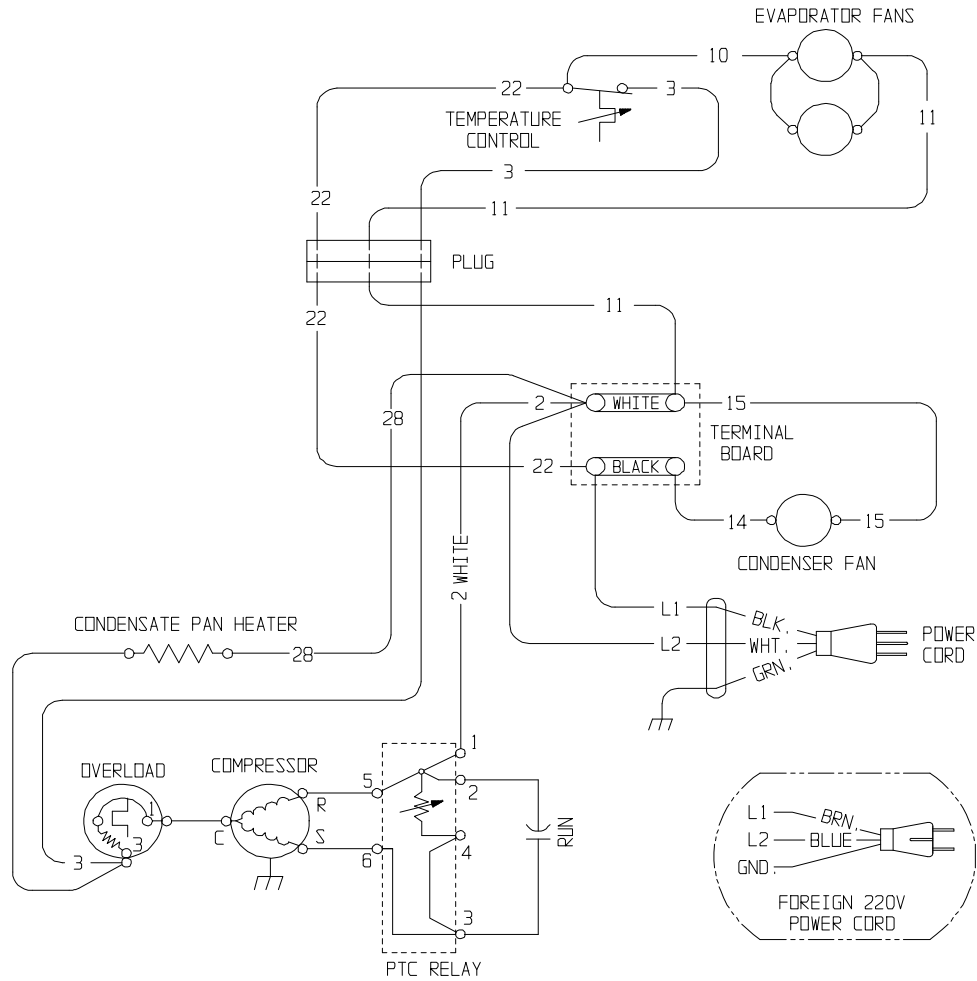 EVAPORATOR FANS
10
22
3
TEMPERATURE
CONTROL
11
3
22
11
PLUG
22
11
2
WHITE
15
28
TERMINAL
BOARD
22
BLACK
14
15
CONDENSER FAN
2 WHITE
L1
BLK.
CONDENSATE PAN HEATER
POWER
CORD
28
L2
WHT.
GRN.
1
OVERLOAD
COMPRESSOR
5
2
R
1
C
S
RUN
3
4
6
3
3
PTC RELAY
L1
BRN.
L2
BLUE
GND.
FOREIGN 220V
POWER CORD